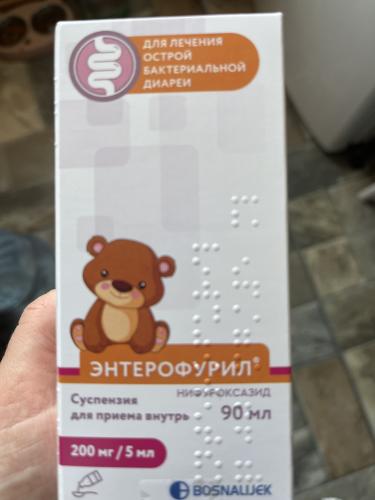 ДЛЯ ЛЕЧЕНИЯ
ОСТРОЙ
БАКТЕРИАЛЬНОЙ
ДИАРЕИ
ЭНТЕРОФУРИЛ®
НИФУРОКСАЗИД
Суспензия
для приема внутрь
90 мл
200 мг / 5 мл
BOSNALIJEK